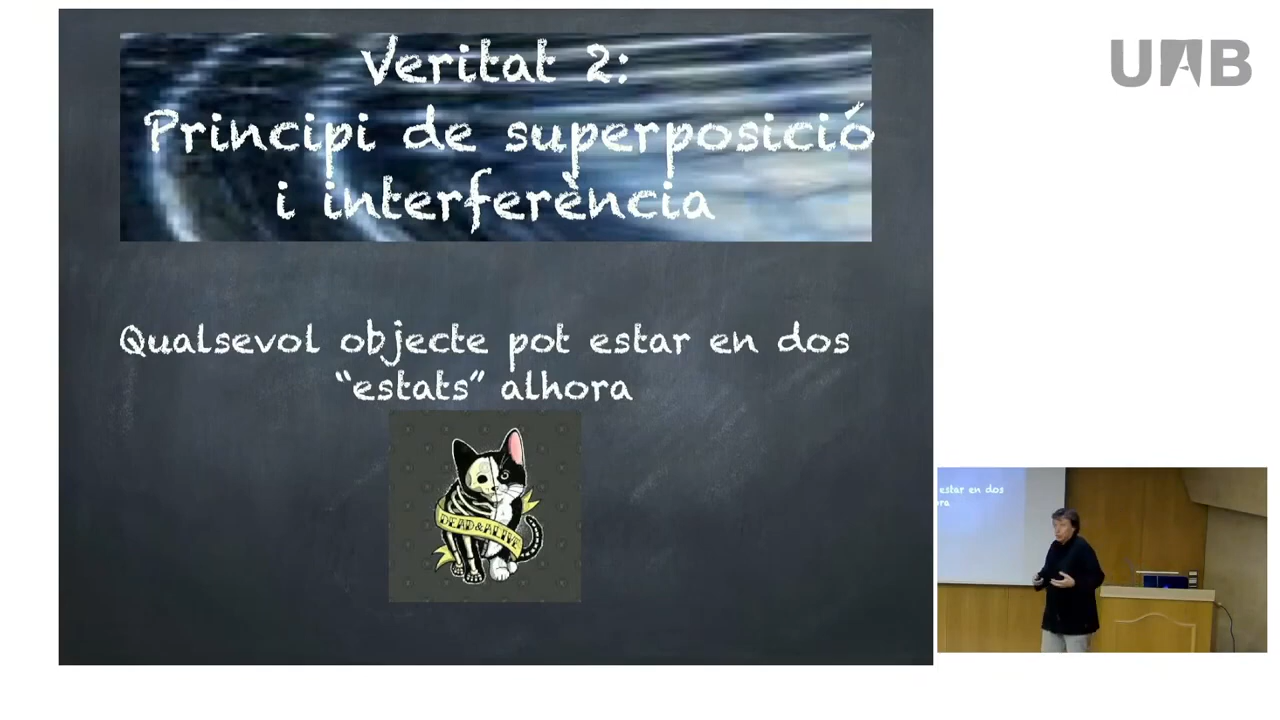 Veritat 2:
Principi de superposició
i interferència
Qualsevol objecte pot estar en dos
“estats” alhora
DEAD&ALIVE
UAB
estar en dos
ora